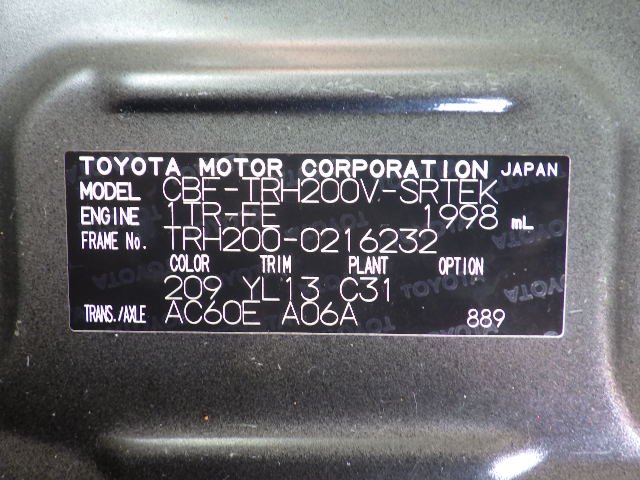 TOYOTA MOTOR CORPORATION JAPAN
MODEL CBF-TRH200V-SRTEK
ENGINE 1TR-FE 1998 mL
FRAME No. TRH200-0216232
COLOR TRIM PLANT OPTION
209 YL13 C31
TRANS./AXLE AC60E A06A 889